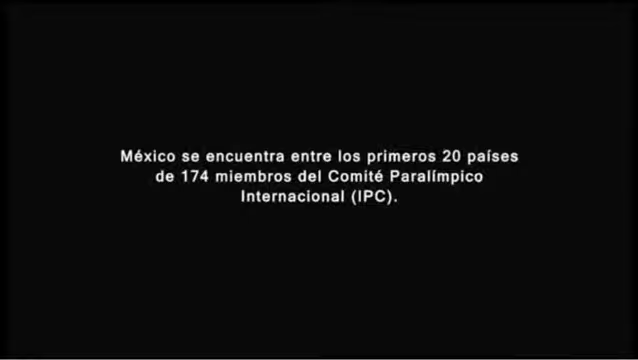 México se encuentra entre los primeros 20 países
de 174 miembros del Comité Paralímpico
Internacional (IPC).